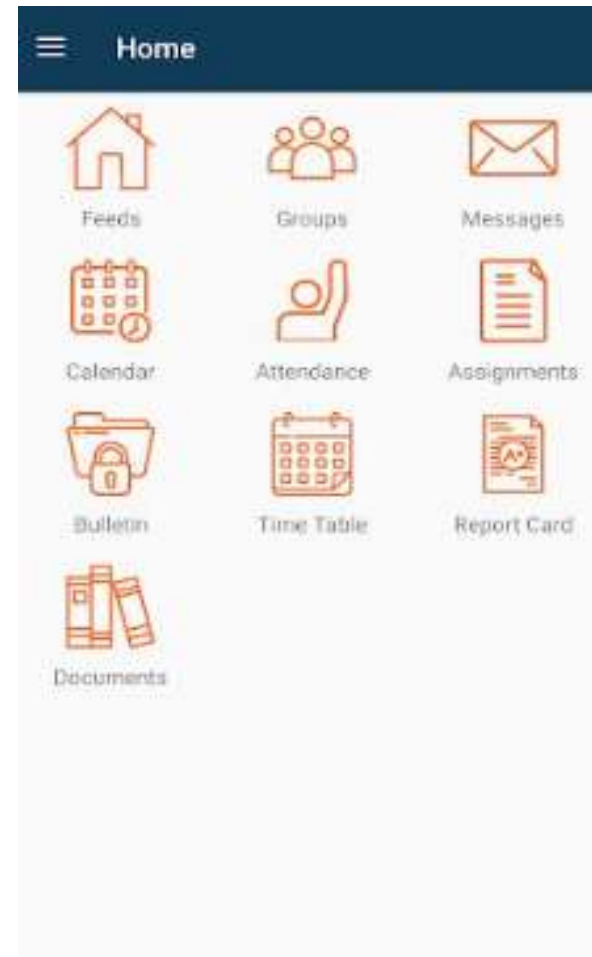 Home
Feeds Groups Messages
Calendar Attendance Assignments
Bulletin Time Table Report Card
A+
Documents